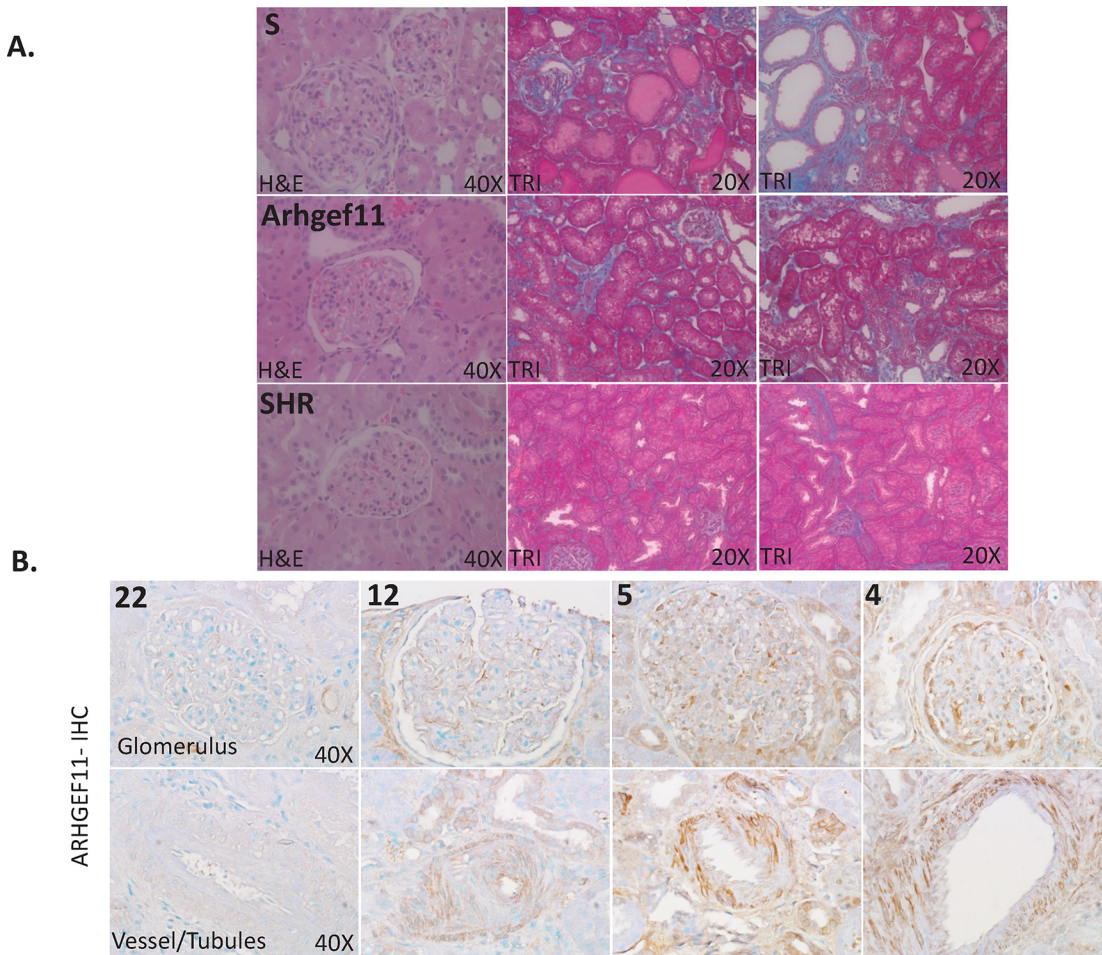 A.
S
H&E 40X TRI 20X TRI 20X
Arhgef11
H&E 40X TRI 20X TRI 20X
SHR
H&E 40X TRI 20X TRI 20X
B.
22 12 5 4
ARHGEF11- IHC
Glomerulus 40X
Vessel/Tubules 40X